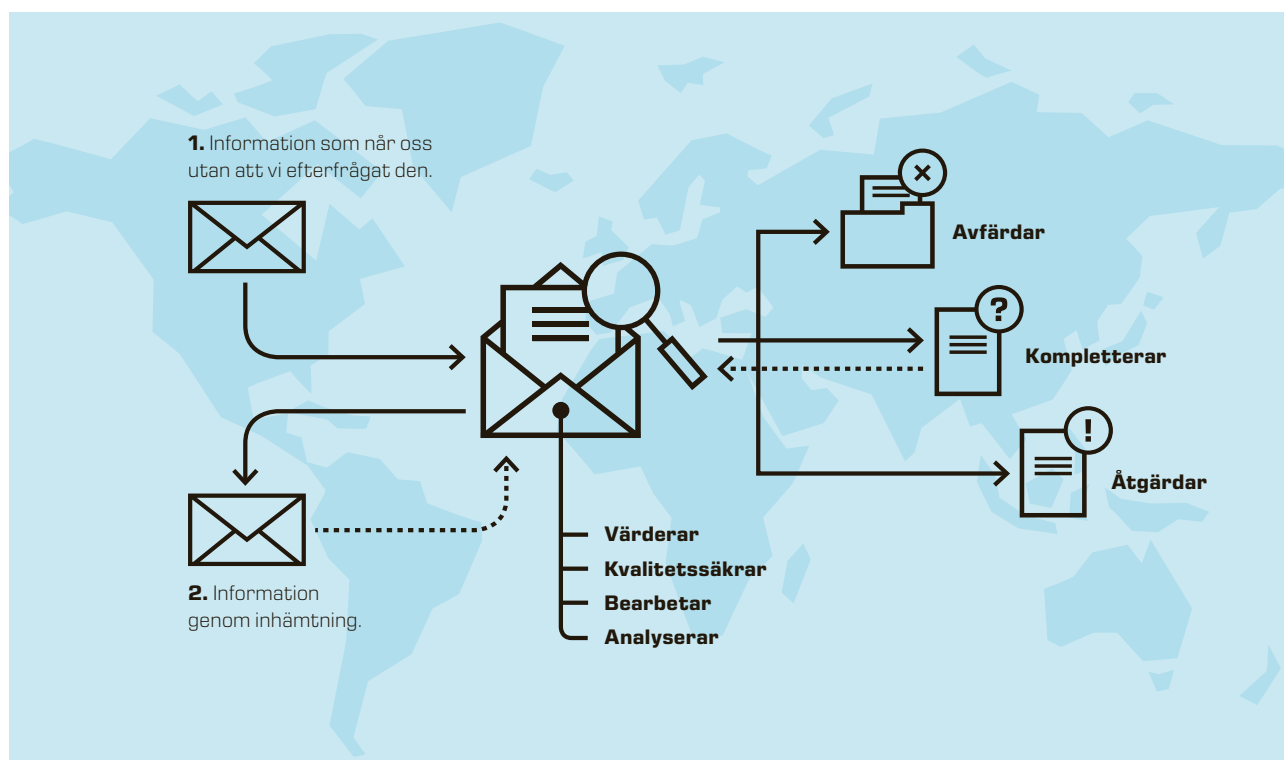 1. Information som når oss
utan att vi efterfrågat den.
Avfärdar
?
Kompletterar
!
Åtgärdar
Värderar
Kvalitetssäkrar
Bearbetar
Analyserar
2. Information
genom inhämtning.